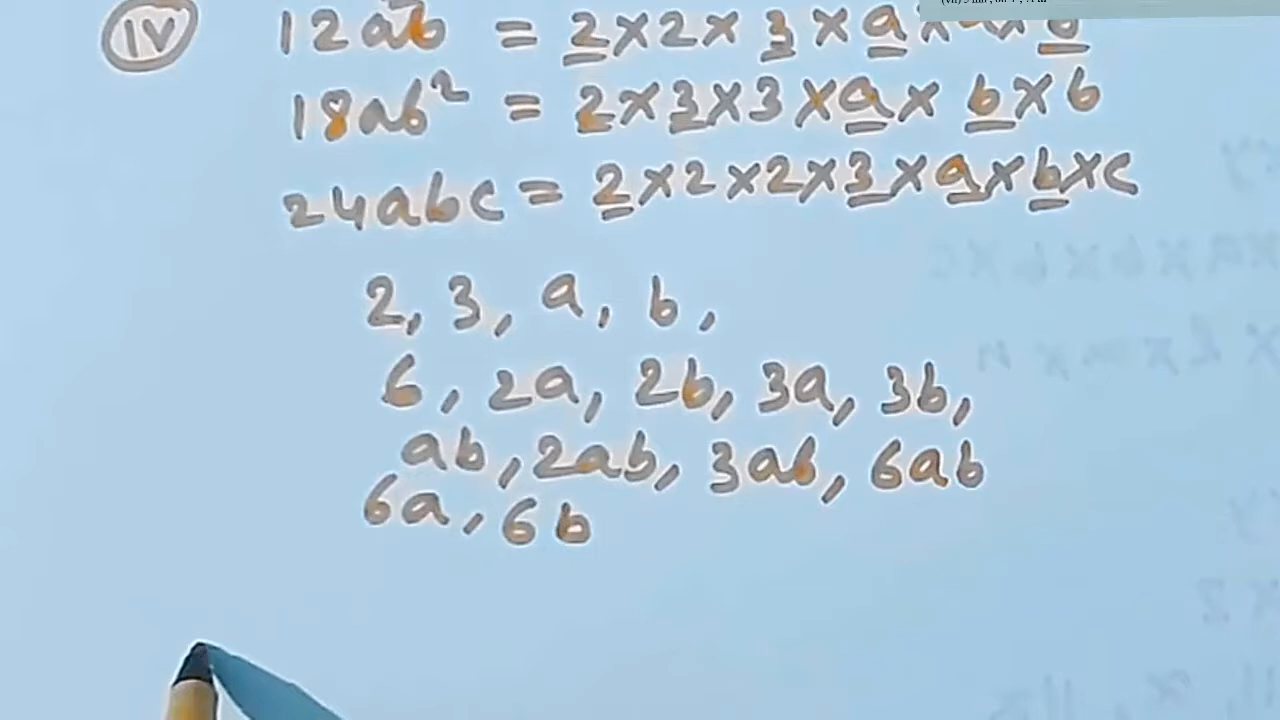 (iv) 12ab = 2×2×3×a×a×b
18ab² = 2×3×3×a×b×b
24abc = 2×2×2×3×a×b×c
2, 3, a, b,
6, 2a, 2b, 3a, 3b,
ab, 2ab, 3ab, 6ab
6a, 6b